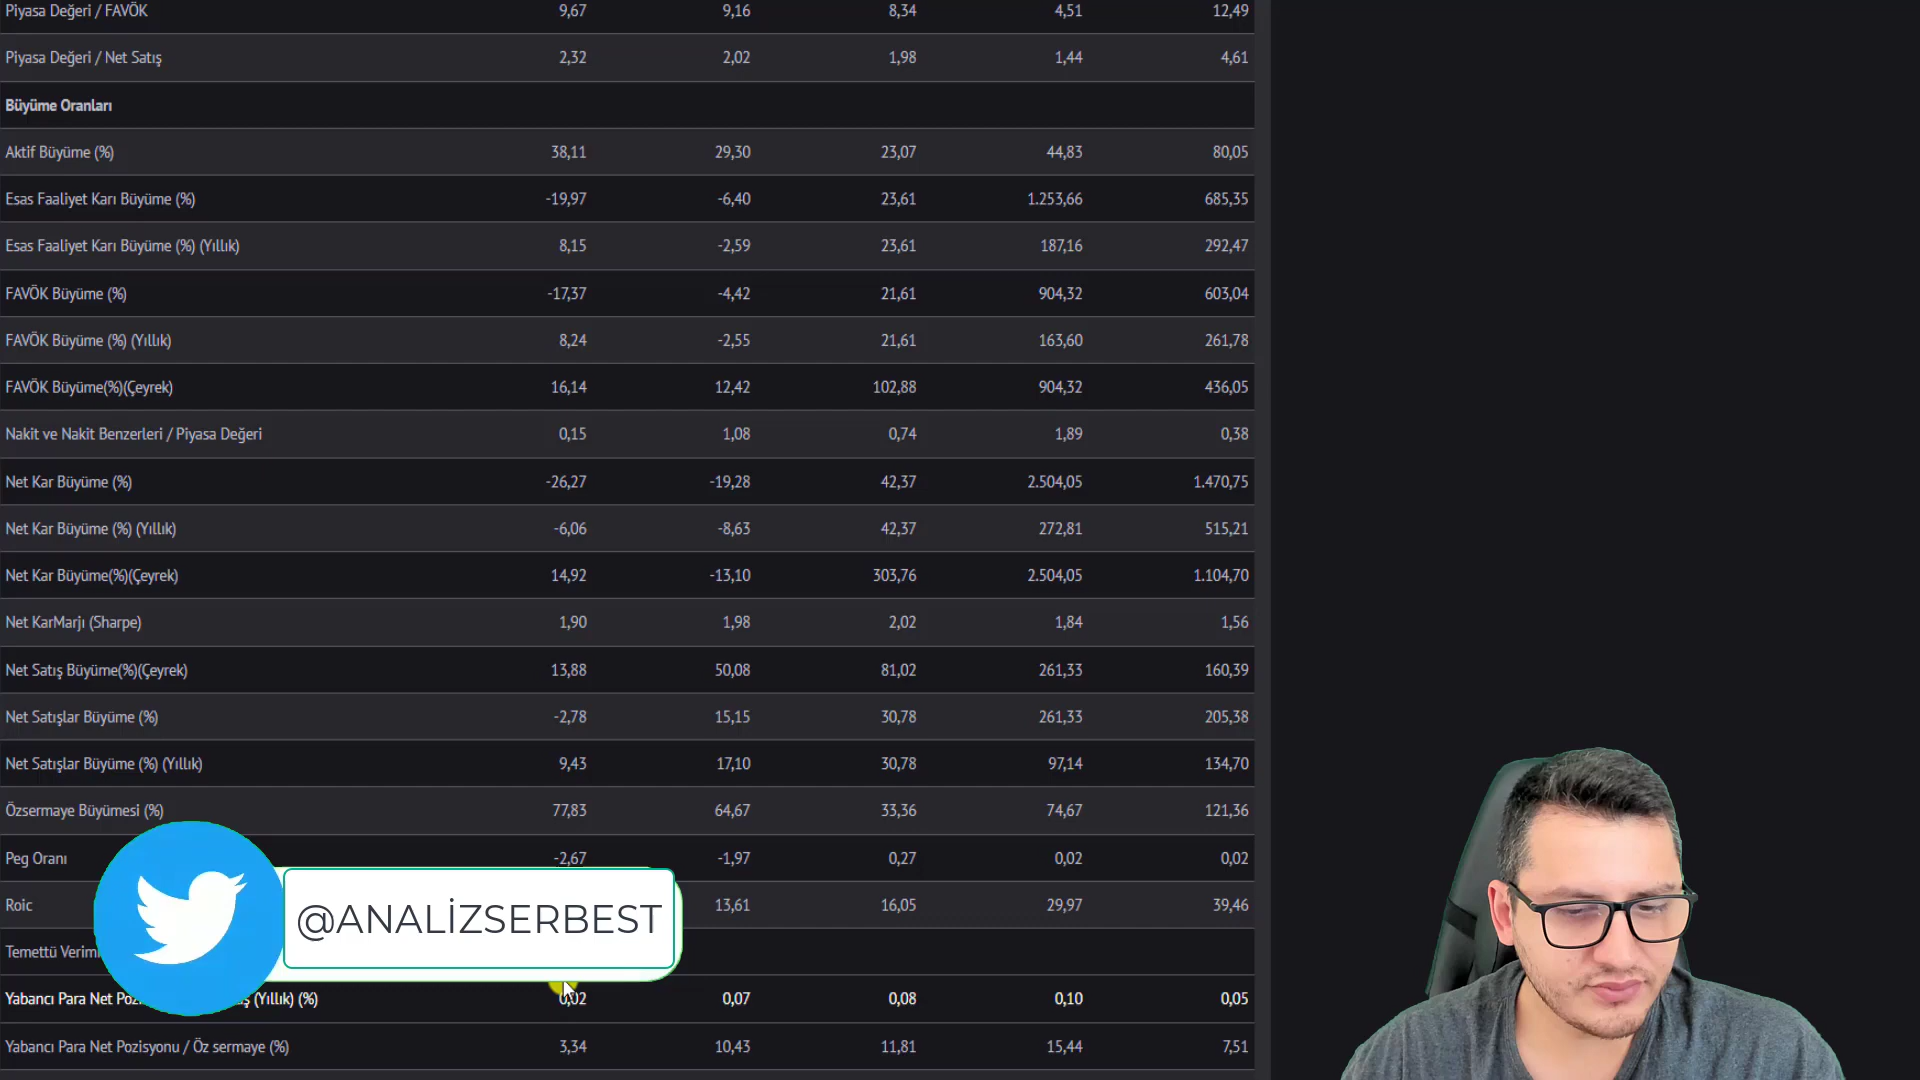 Piyasa Değeri / FAVÖK 9,67 9,16 8,34 4,51 12,49
Piyasa Değeri / Net Satış 2,32 2,02 1,98 1,44 4,61
Büyüme Oranları
Aktif Büyüme (%) 38,11 29,30 23,07 44,83 80,05
Esas Faaliyet Karı Büyüme (%) -19,97 -6,40 23,61 1.253,66 685,35
Esas Faaliyet Karı Büyüme (%) (Yıllık) 8,15 -2,59 23,61 187,16 292,47
FAVÖK Büyüme (%) -17,37 -4,42 21,61 904,32 603,04
FAVÖK Büyüme (%) (Yıllık) 8,24 -2,55 21,61 163,60 261,78
FAVÖK Büyüme(%)(Çeyrek) 16,14 12,42 102,88 904,32 436,05
Nakit ve Nakit Benzerleri / Piyasa Değeri 0,15 1,08 0,74 1,89 0,38
Net Kar Büyüme (%) -26,27 -19,28 42,37 2.504,05 1.470,75
Net Kar Büyüme (%) (Yıllık) -6,06 -8,63 42,37 272,81 515,21
Net Kar Büyüme(%)(Çeyrek) 14,92 -13,10 303,76 2.504,05 1.104,70
Net KarMarjı (Sharpe) 1,90 1,98 2,02 1,84 1,56
Net Satış Büyüme(%)(Çeyrek) 13,88 50,08 81,02 261,33 160,39
Net Satışlar Büyüme (%) -2,78 15,15 30,78 261,33 205,38
Net Satışlar Büyüme (%) (Yıllık) 9,43 17,10 30,78 97,14 134,70
Özsermaye Büyümesi (%) 77,83 64,67 33,36 74,67 121,36
Peg Oranı -2,67 -1,97 0,27 0,02 0,02
Roic 13,61 16,05 29,97 39,46
@ANALİZSERBEST
Temettü
Yabancı Para Net (Yıllık) (%) 0,02 0,07 0,08 0,10 0,05
Yabancı Para Net Pozisyonu / Öz sermaye (%) 3,34 10,43 11,81 15,44 7,51